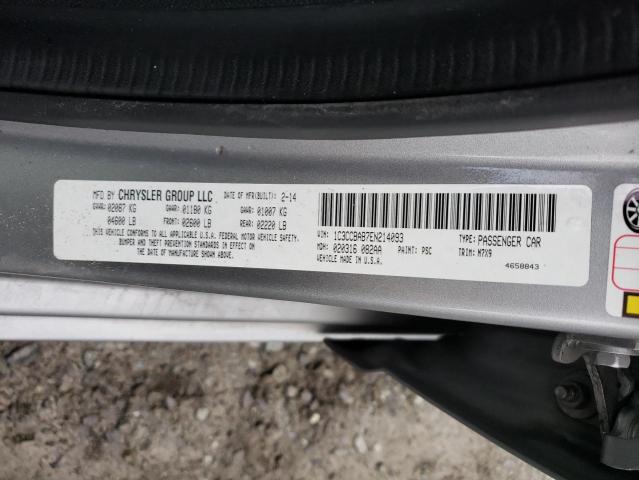 MFD BY CHRYSLER GROUP LLC DATE OF MFR(BUILT): 2-14
GVWR: 02087 KG GAWR: 01180 KG GAWR: 01007 KG
04600 LB FRONT: 02600 LB REAR: 02220 LB
THIS VEHICLE CONFORMS TO ALL APPLICABLE U.S.A. FEDERAL MOTOR VEHICLE SAFETY,
BUMPER AND THEFT PREVENTION STANDARDS IN EFFECT
ON THE DATE OF MANUFACTURE SHOWN ABOVE.
VIN: 1C3CCBAB7EN214093 TYPE: PASSENGER CAR
MDH: 020316 082AA PAINT: PSC TRIM: M7X9
VEHICLE MADE IN U.S.A. 4658843